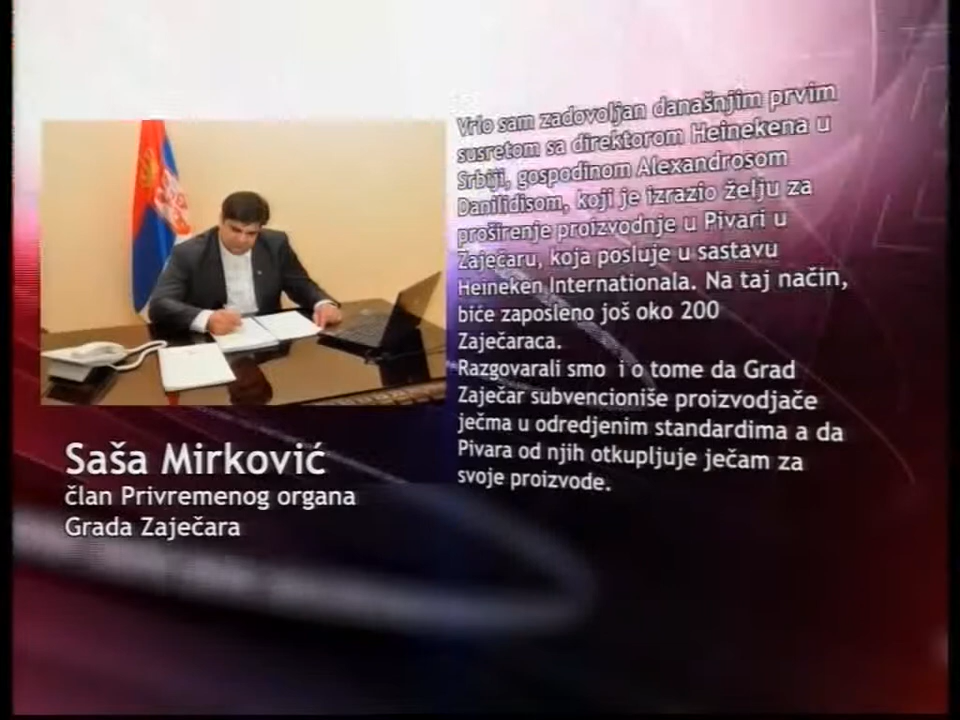 Vrlo sam zadovoljan današnjim prvim
susretom sa direktorom Heinekena u
Srbiji, gospodinom Alexandrosom
Danilidisom, koji je izrazio želju za
proširenje proizvodnje u Pivari u
Zaječaru, koja posluje u sastavu
Heineken Internationala. Na taj način,
biće zaposleno još oko 200
Zaječaraca.
Razgovarali smo i o tome da Grad
Zaječar subvencioniše proizvodjače
ječma u odredjenim standardima a da
Pivara od njih otkupljuje ječam za
svoje proizvode.
Saša Mirković
član Privremenog organa
Grada Zaječara